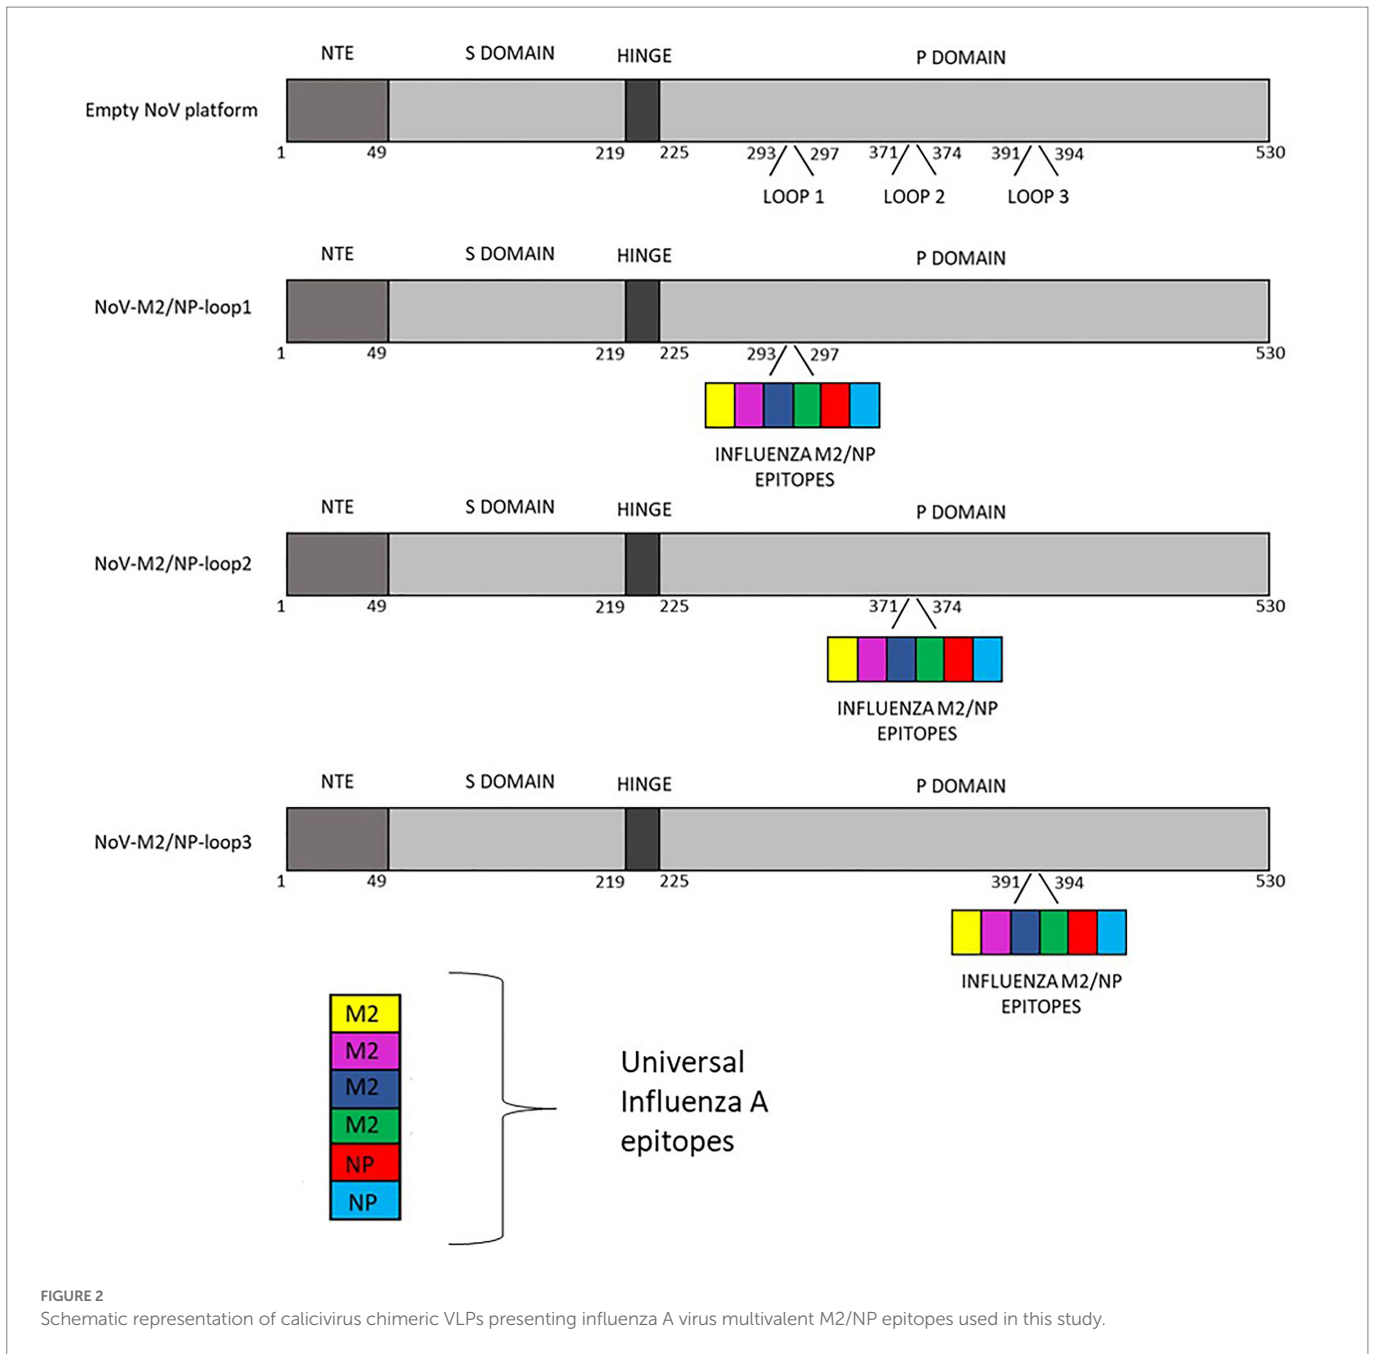 NTE S DOMAIN HINGE P DOMAIN
Empty NoV platform
1 49 219 225 293 297 371 374 391 394 530
LOOP 1 LOOP 2 LOOP 3
NTE S DOMAIN HINGE P DOMAIN
NoV-M2/NP-loop1
1 49 219 225 293 297 530
INFLUENZA M2/NP
EPITOPES
NTE S DOMAIN HINGE P DOMAIN
NoV-M2/NP-loop2
1 49 219 225 371 374 530
INFLUENZA M2/NP
EPITOPES
NTE S DOMAIN HINGE P DOMAIN
NoV-M2/NP-loop3
1 49 219 225 391 394 530
INFLUENZA M2/NP
EPITOPES
M2
M2
M2
M2
NP
NP
Universal
Influenza A
epitopes
FIGURE 2
Schematic representation of calicivirus chimeric VLPs presenting influenza A virus multivalent M2/NP epitopes used in this study.